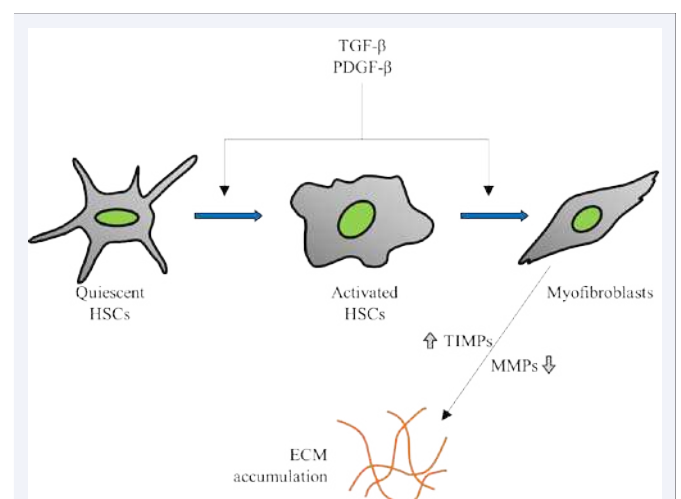 TGF-β
PDGF-β
Quiescent
HSCs
Activated
HSCs
Myofibroblasts
TIMPs
MMPs
ECM
accumulation